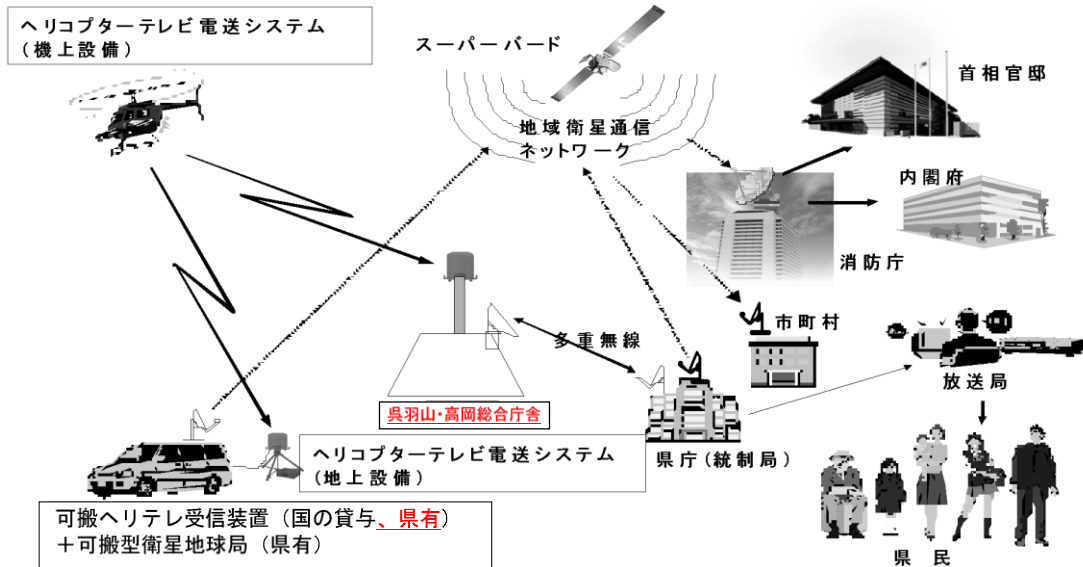 ヘリコプターテレビ電送システム
(機上設備)
スーパーバード
地域衛星通信
ネットワーク
首相官邸
内閣府
消防庁
市町村
多重無線
放送局
呉羽山・高岡総合庁舎
県庁(統制局)
ヘリコプターテレビ電送システム
(地上設備)
可搬ヘリテレ受信装置(国の貸与、県有)
+可搬型衛星地球局(県有)
県民